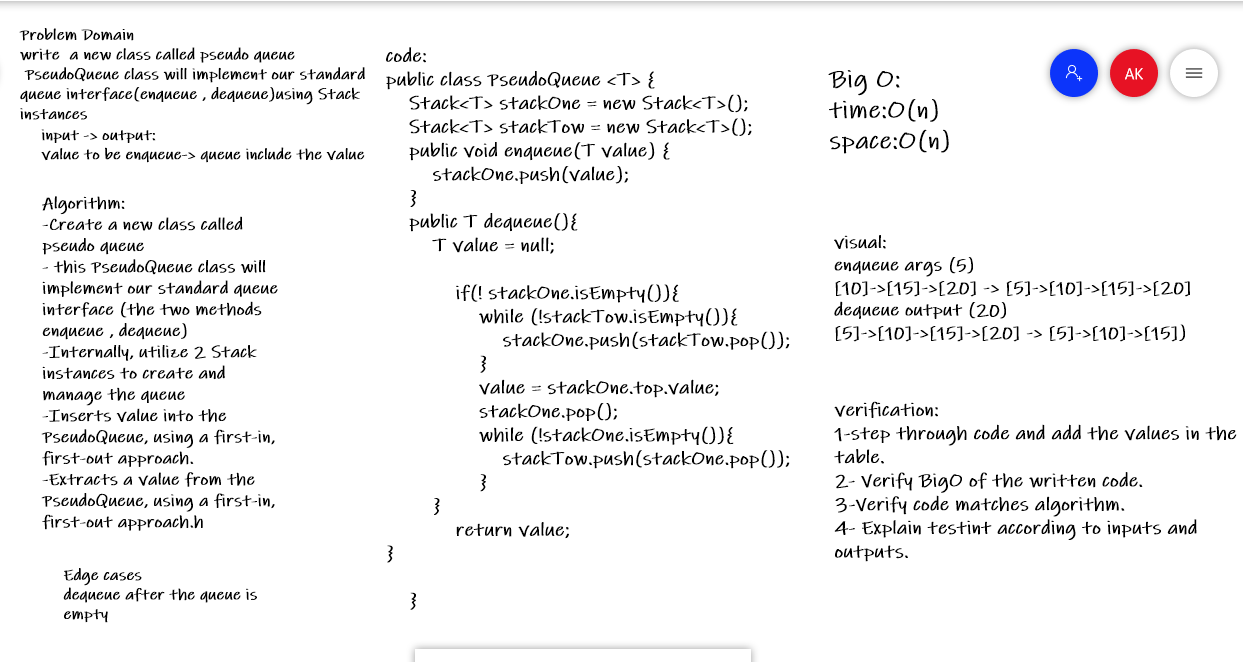 Problem Domain
write a new class called pseudo queue
PseudoQueue class will implement our standard
queue interface(enqueue , dequeue)using Stack
instances
input -> output:
value to be enqueue-> queue include the value
Algorithm:
-Create a new class called
pseudo queue
- this PseudoQueue class will
implement our standard queue
interface (the two methods
enqueue , dequeue)
-Internally, utilize 2 Stack
instances to create and
manage the queue
-Inserts value into the
PseudoQueue, using a first-in,
first-out approach.
-Extracts a value from the
PseudoQueue, using a first-in,
first-out approach.h
Edge cases
dequeue after the queue is
empty
code:
public class PseudoQueue <T> {
Stack<T> stackOne = new Stack<T>();
Stack<T> stackTow = new Stack<T>();
public void enqueue(T value) {
stackOne.push(value);
}
public T dequeue(){
T value = null;
if(! stackOne.isEmpty()){
while (!stackTow.isEmpty()){
stackOne.push(stackTow.pop());
}
value = stackOne.top.value;
stackOne.pop();
while (!stackOne.isEmpty()){
stackTow.push(stackOne.pop());
}
}
return value;
}
}
Big O:
time:O(n)
space:O(n)
AK
visual:
enqueue args (5)
[10]->[15]->[20] -> [5]->[10]->[15]->[20]
dequeue output (20)
[5]->[10]->[15]->[20] -> [5]->[10]->[15])
verification:
1-step through code and add the values in the
table.
2- Verify BigO of the written code.
3-Verify code matches algorithm.
4- Explain testint according to inputs and
outputs.